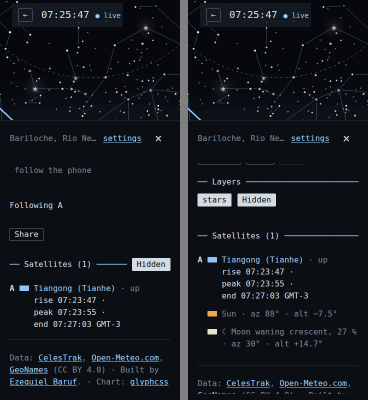 ← 07:25:47 ● live
Bariloche, Río Ne… settings ×
follow the phone
Following A
Share
Satellites (1) Hidden
A Tiangong (Tianhe) · up
rise 07:23:47 ·
peak 07:23:55 ·
end 07:27:03 GMT-3
Data: CelesTrak, Open-Meteo.com,
GeoNames (CC BY 4.0) · Built by
Ezequiel Baruf. · Chart: glyphcss
← 07:25:47 ● live
Bariloche, Río Ne… settings ×
Layers
stars Hidden
Satellites (1)
A Tiangong (Tianhe) · up
rise 07:23:47 ·
peak 07:23:55 ·
end 07:27:03 GMT-3
Sun · az 88° · alt −7.5°
☾ Moon waning crescent, 27 %
· az 30° · alt +14.7°
Data: CelesTrak, Open-Meteo.com,